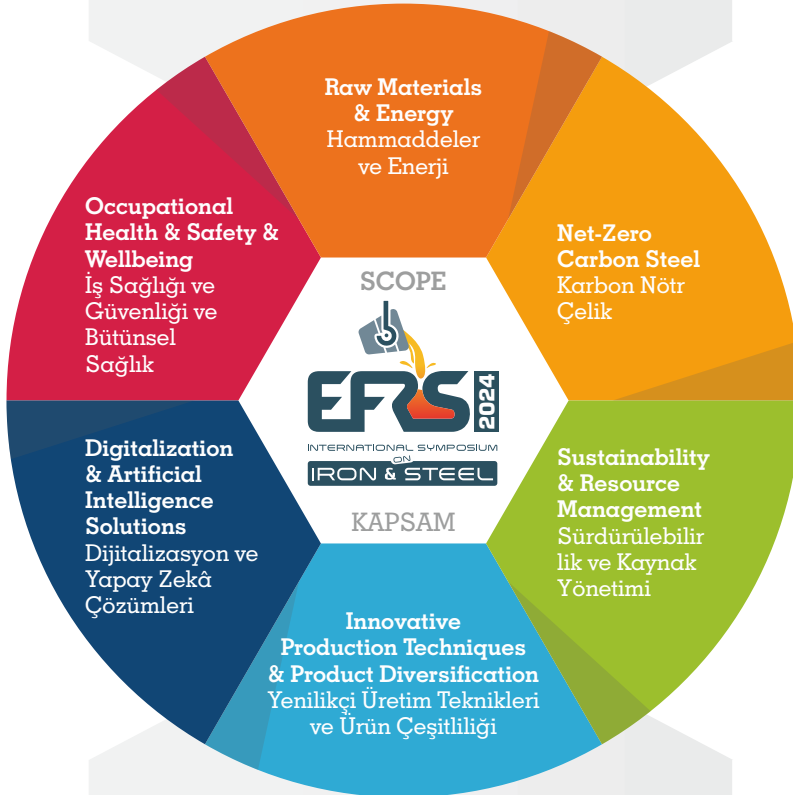 Raw Materials
& Energy
Hammaddeler
ve Enerji
Net-Zero
Carbon Steel
Karbon Nötr
Çelik
Sustainability
& Resource
Management
Sürdürülebilir
lik ve Kaynak
Yönetimi
Innovative
Production Techniques
& Product Diversification
Yenilikçi Üretim Teknikleri
ve Ürün Çeşitliliği
Digitalization
& Artificial
Intelligence
Solutions
Dijitalizasyon ve
Yapay Zekâ
Çözümleri
Occupational
Health & Safety &
Wellbeing
İş Sağlığı ve
Güvenliği ve
Bütünsel
Sağlık
SCOPE
EFRS 2024
INTERNATIONAL SYMPOSIUM
ON
IRON & STEEL
KAPSAM